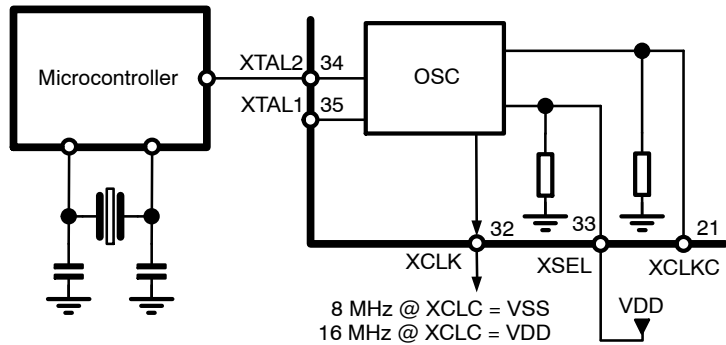 Microcontroller
XTAL2
34
XTAL1
35
OSC
32
33
21
XCLK
XSEL
XCLKC
8 MHz @ XCLC = VSS
16 MHz @ XCLC = VDD
VDD